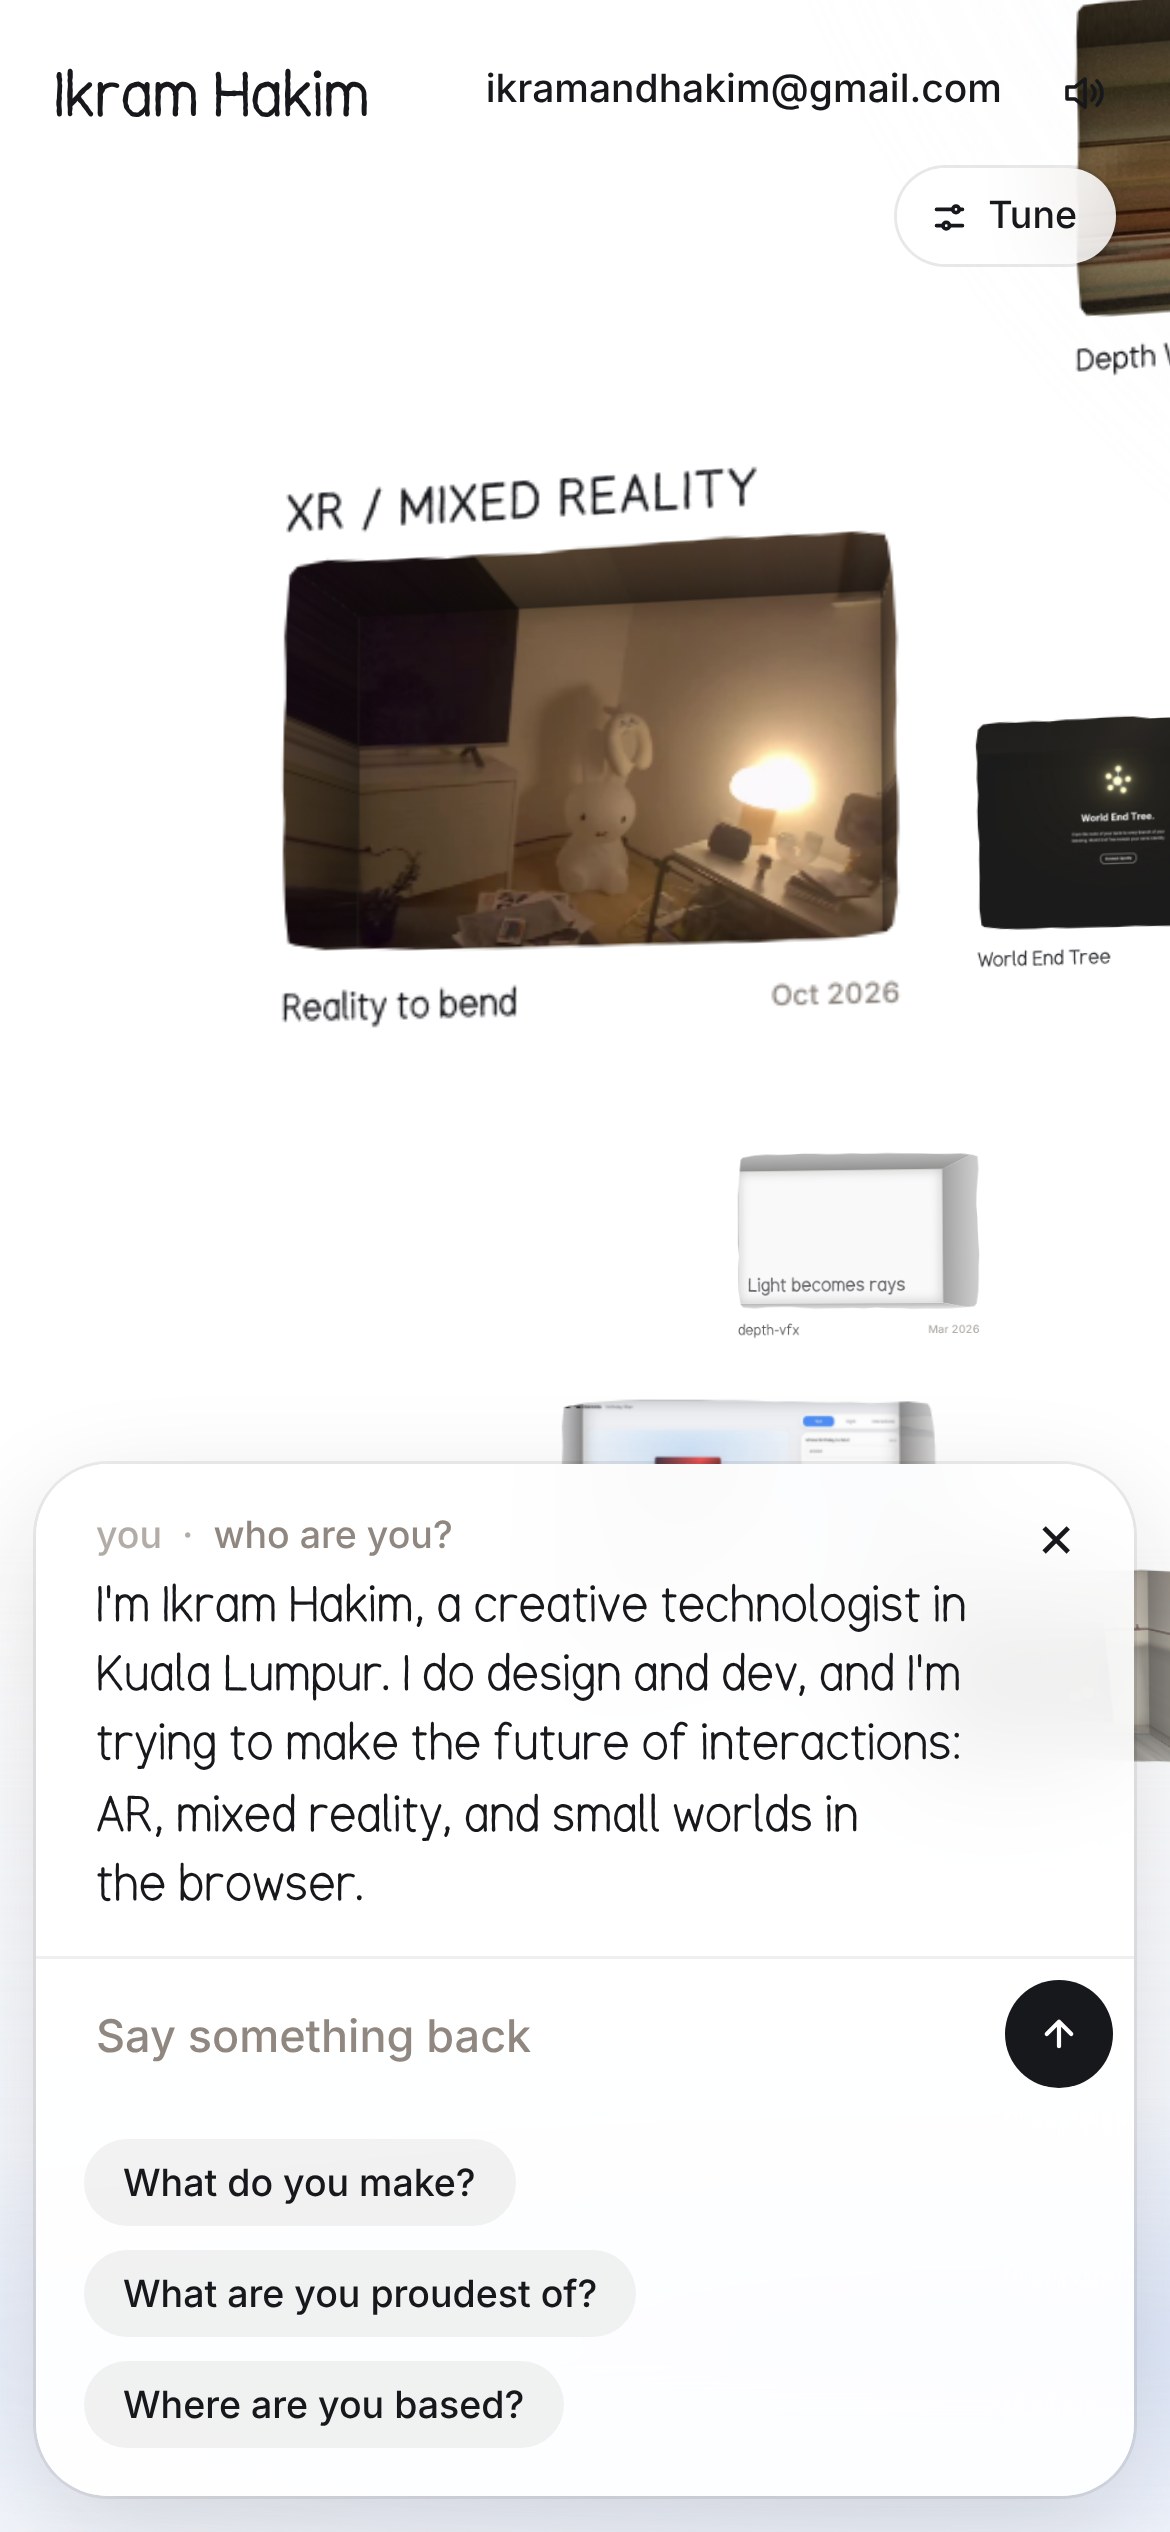 Ikram Hakim
ikramandhakim@gmail.com
Tune
Depth
XR / MIXED REALITY
World End Tree.
World End Tree
Reality to bend
Oct 2026
Light becomes rays
depth-vfx
Mar 2026
you · who are you?
I'm Ikram Hakim, a creative technologist in
Kuala Lumpur. I do design and dev, and I'm
trying to make the future of interactions:
AR, mixed reality, and small worlds in
the browser.
Say something back
What do you make?
What are you proudest of?
Where are you based?